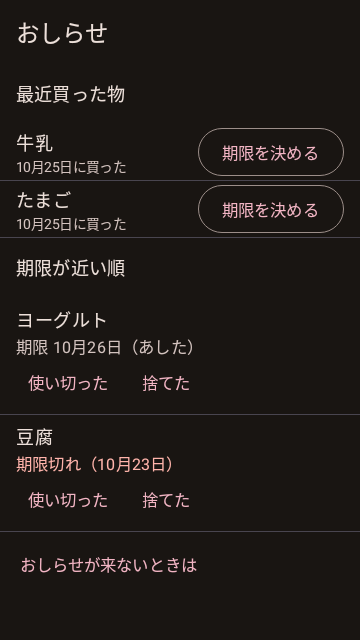 おしらせ
最近買った物
牛乳
10月25日に買った
期限を決める
たまご
10月25日に買った
期限を決める
期限が近い順
ヨーグルト
期限 10月26日（あした）
使い切った 捨てた
豆腐
期限切れ（10月23日）
使い切った 捨てた
おしらせが来ないときは